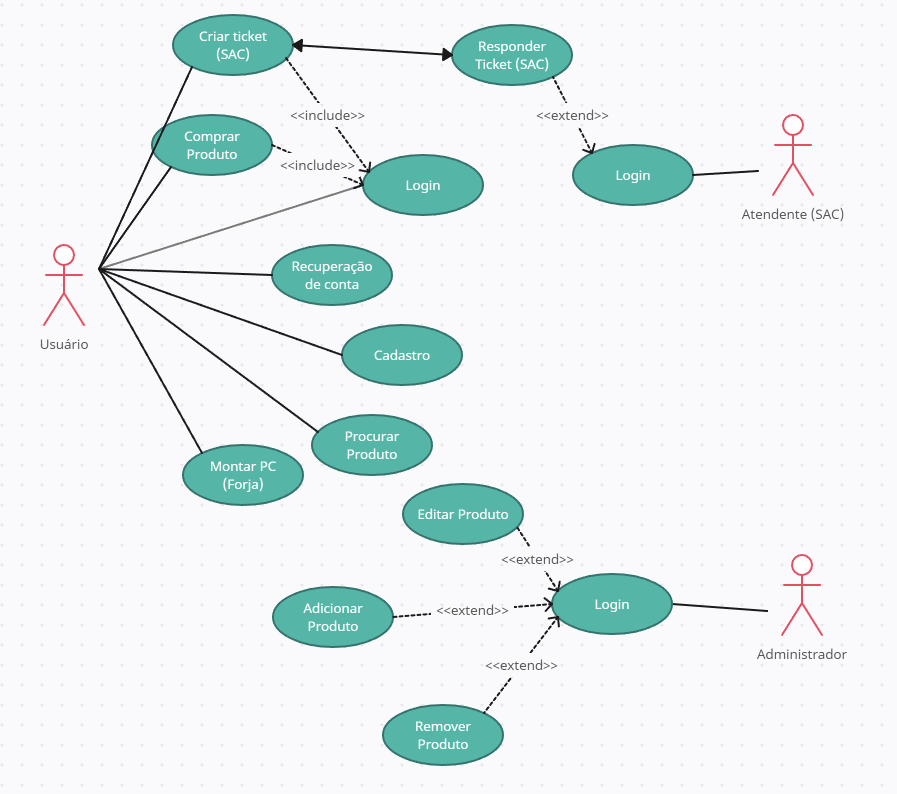 Criar ticket
(SAC)
Responder
Ticket (SAC)
<<include>>
<<extend>>
Comprar
Produto
<<include>>
Login
Login
Atendente (SAC)
Recuperação
de conta
Usuário
Cadastro
Procurar
Produto
Montar PC
(Forja)
Editar Produto
<<extend>>
Adicionar
Produto
<<extend>>
Login
Administrador
<<extend>>
Remover
Produto